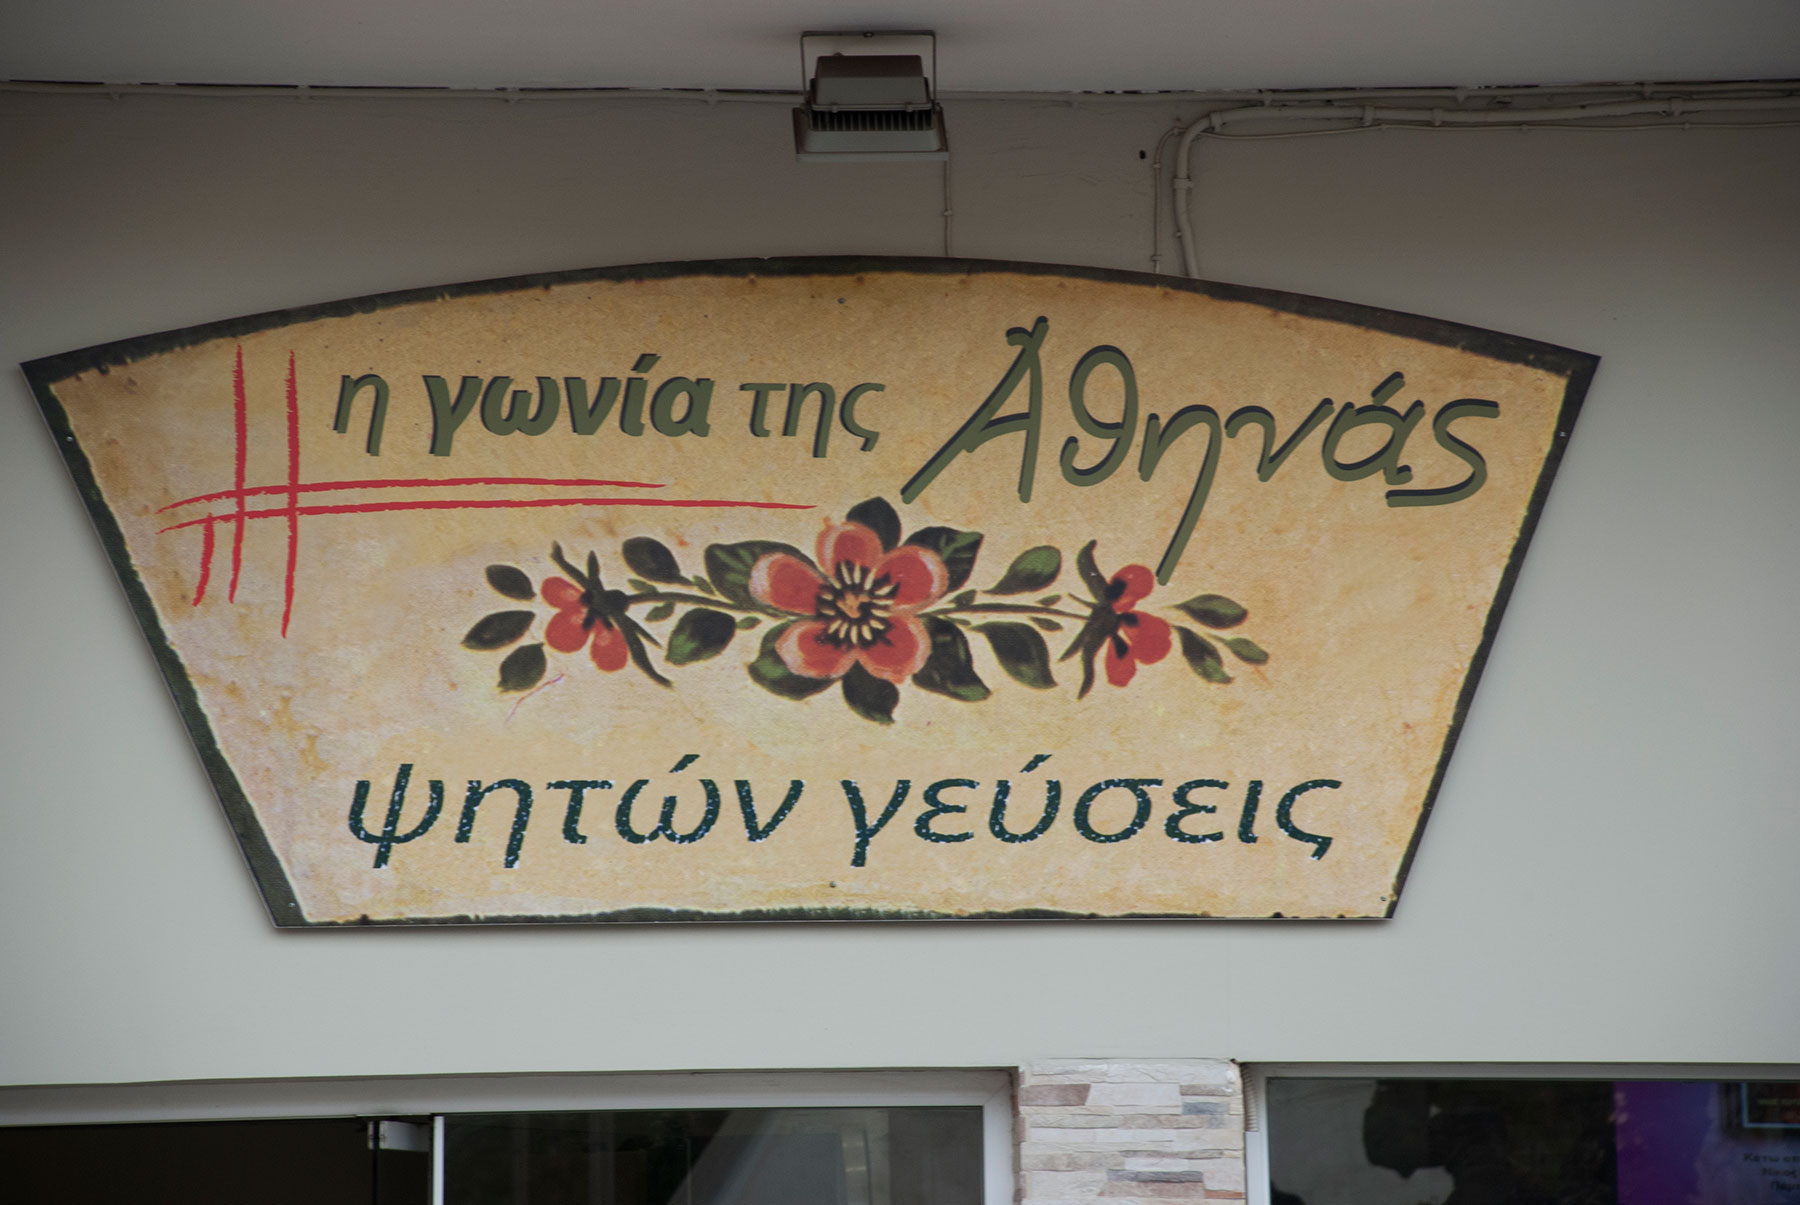 η γωνία της Αθηνάς
ψητών γεύσεις